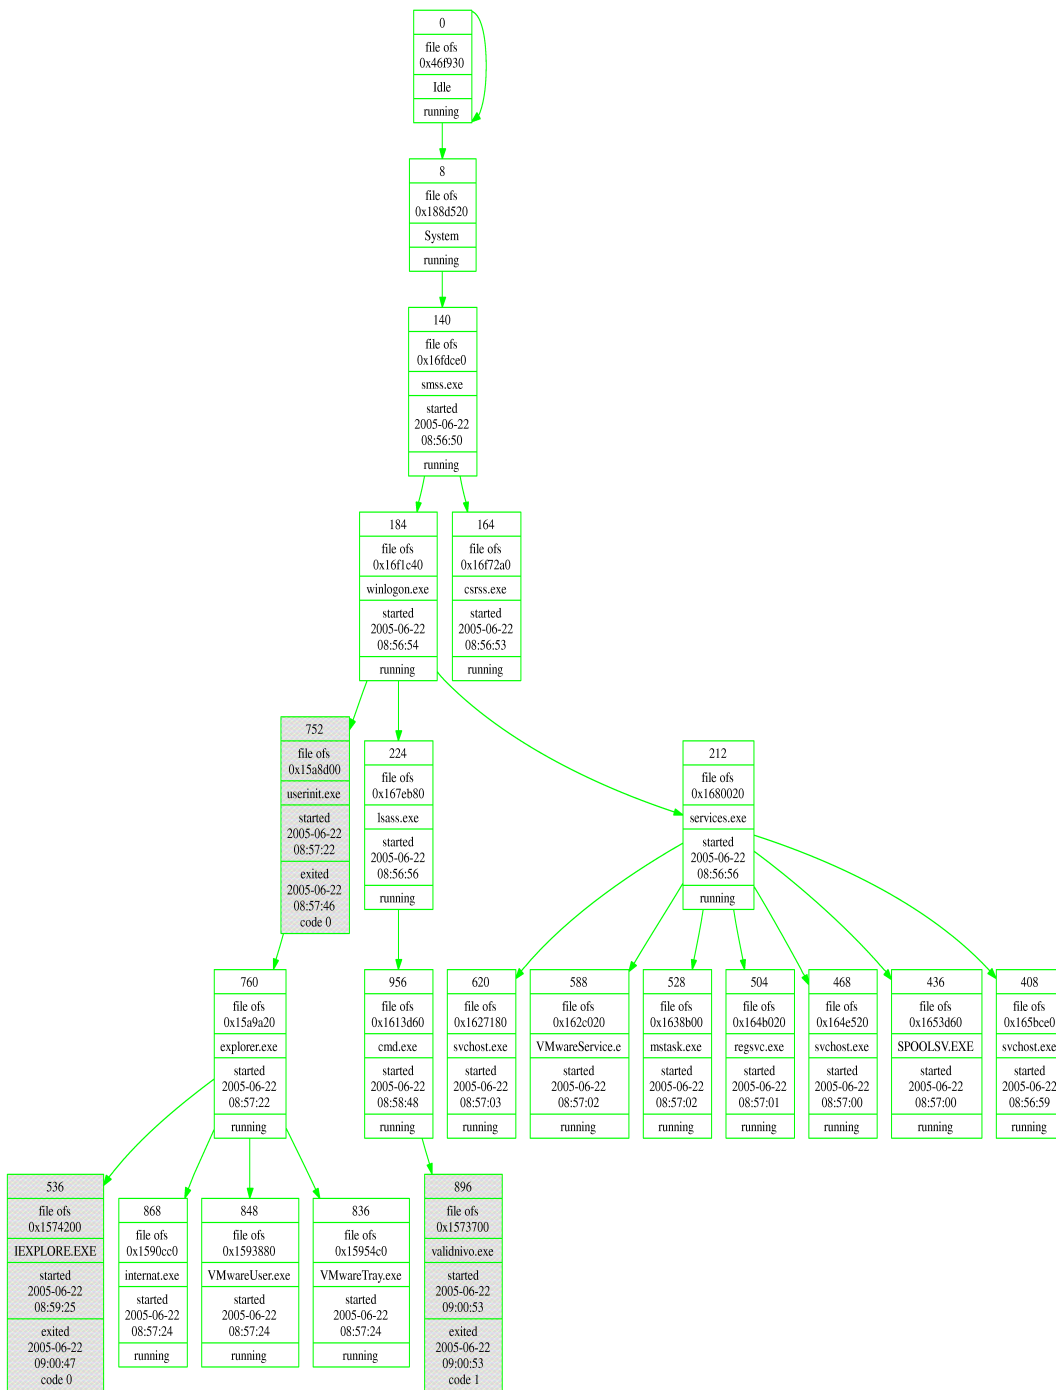 0
file ofs
0x46f930
Idle
running
8
file ofs
0x188d520
System
running
140
file ofs
0x16fdce0
smss.exe
started
2005-06-22
08:56:50
running
184
file ofs
0x16f1c40
winlogon.exe
started
2005-06-22
08:56:54
running
164
file ofs
0x16f72a0
csrss.exe
started
2005-06-22
08:56:53
running
752
file ofs
0x15a8d00
userinit.exe
started
2005-06-22
08:57:22
exited
2005-06-22
08:57:46
code 0
224
file ofs
0x167eb80
lsass.exe
started
2005-06-22
08:56:56
running
212
file ofs
0x1680020
services.exe
started
2005-06-22
08:56:56
running
760
file ofs
0x15a9a20
explorer.exe
started
2005-06-22
08:57:22
running
956
file ofs
0x1613d60
cmd.exe
started
2005-06-22
08:58:48
running
620
file ofs
0x1627180
svchost.exe
started
2005-06-22
08:57:03
running
588
file ofs
0x162c020
VMwareService.e
started
2005-06-22
08:57:02
running
528
file ofs
0x1638b00
mstask.exe
started
2005-06-22
08:57:02
running
504
file ofs
0x164b020
regsvc.exe
started
2005-06-22
08:57:01
running
468
file ofs
0x164e520
svchost.exe
started
2005-06-22
08:57:00
running
436
file ofs
0x1653d60
SPOOLSV.EXE
started
2005-06-22
08:57:00
running
408
file ofs
0x165bce0
svchost.exe
started
2005-06-22
08:56:59
running
536
file ofs
0x1574200
IEXPLORE.EXE
started
2005-06-22
08:59:25
exited
2005-06-22
09:00:47
code 0
868
file ofs
0x1590cc0
internat.exe
started
2005-06-22
08:57:24
running
848
file ofs
0x1593880
VMwareUser.exe
started
2005-06-22
08:57:24
running
836
file ofs
0x15954c0
VMwareTray.exe
started
2005-06-22
08:57:24
running
896
file ofs
0x1573700
validnivo.exe
started
2005-06-22
09:00:53
exited
2005-06-22
09:00:53
code 1